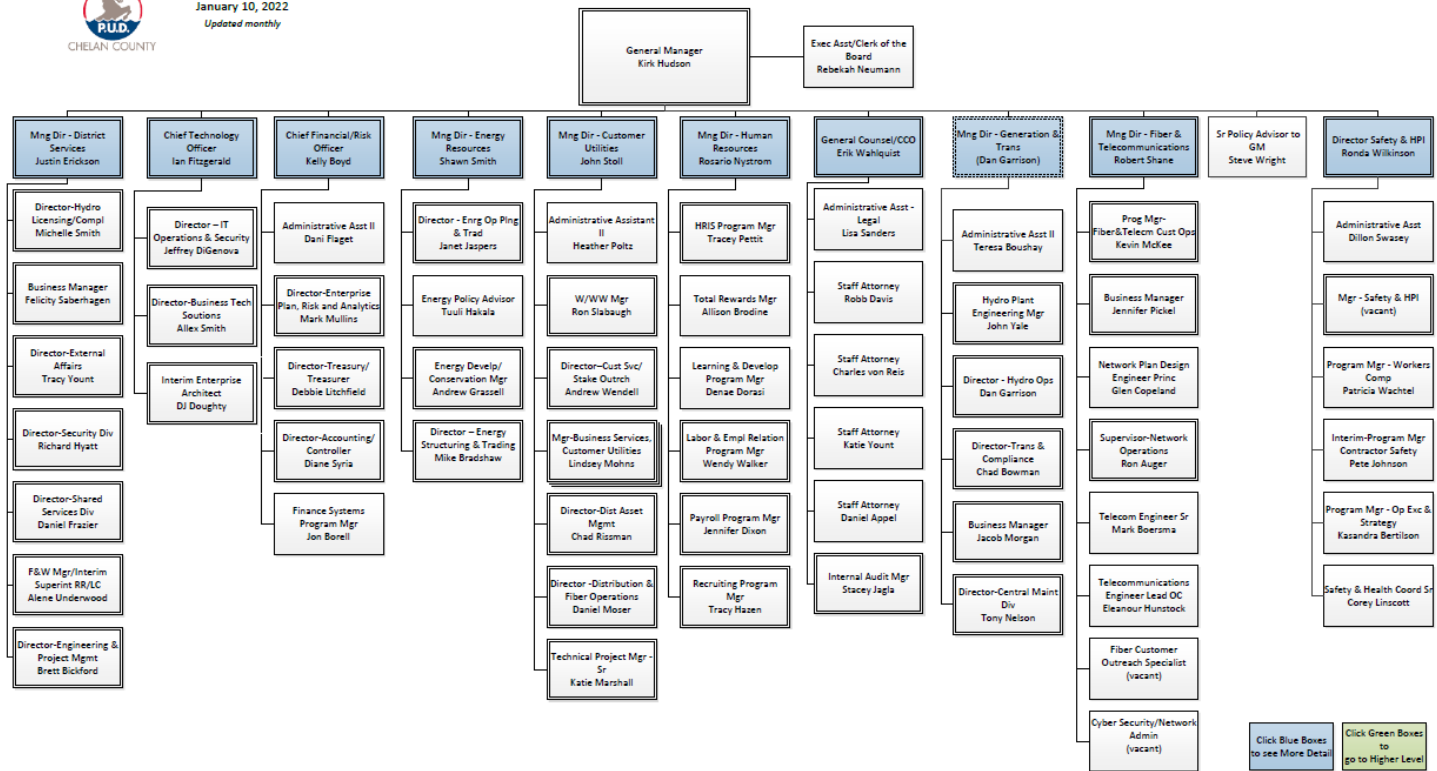 January 10, 2022
Updated monthly
P.U.D.
CHELAN COUNTY
General Manager
Kirk Hudson
Exec Asst/Clerk of the
Board
Rebekah Neumann
Mng Dir - District
Services
Justin Erickson
Chief Technology
Officer
Ian Fitzgerald
Chief Financial/Risk
Officer
Kelly Boyd
Mng Dir - Energy
Resources
Shawn Smith
Mng Dir - Customer
Utilities
John Stoll
Mng Dir - Human
Resources
Rosario Nystrom
General Counsel/CCO
Erik Wahlquist
Mng Dir - Generation &
Trans
(Dan Garrison)
Mng Dir - Fiber &
Telecommunications
Robert Shane
Sr Policy Advisor to
GM
Steve Wright
Director Safety & HPI
Ronda Wilkinson
Director-Hydro
Licensing/Compl
Michelle Smith
Business Manager
Felicity Saberhagen
Director-External
Affairs
Tracy Yount
Director-Security Div
Richard Hyatt
Director-Shared
Services Div
Daniel Frazier
F&W Mgr/Interim
Superint RR/LC
Alene Underwood
Director-Engineering &
Project Mgmt
Brett Bickford
Director – IT
Operations & Security
Jeffrey DiGenova
Director-Business Tech
Soutions
Allex Smith
Interim Enterprise
Architect
DJ Doughty
Administrative Asst II
Dani Flaget
Director-Enterprise
Plan, Risk and Analytics
Mark Mullins
Director-Treasury/
Treasurer
Debbie Litchfield
Director-Accounting/
Controller
Diane Syria
Finance Systems
Program Mgr
Jon Borell
Director - Enrg Op Plng
& Trad
Janet Jaspers
Energy Policy Advisor
Tuuli Hakala
Energy Develp/
Conservation Mgr
Andrew Grassell
Director – Energy
Structuring & Trading
Mike Bradshaw
Administrative Assistant
II
Heather Poltz
W/WW Mgr
Ron Slabaugh
Director–Cust Svc/
Stake Outrch
Andrew Wendell
Mgr-Business Services,
Customer Utilities
Lindsey Mohns
Director-Dist Asset
Mgmt
Chad Rissman
Director -Distribution &
Fiber Operations
Daniel Moser
Technical Project Mgr -
Sr
Katie Marshall
HRIS Program Mgr
Tracey Pettit
Total Rewards Mgr
Allison Brodine
Learning & Develop
Program Mgr
Denae Dorasi
Labor & Empl Relation
Program Mgr
Wendy Walker
Payroll Program Mgr
Jennifer Dixon
Recruiting Program
Mgr
Tracy Hazen
Administrative Asst -
Legal
Lisa Sanders
Staff Attorney
Robb Davis
Staff Attorney
Charles von Reis
Staff Attorney
Katie Yount
Staff Attorney
Daniel Appel
Internal Audit Mgr
Stacey Jagla
Administrative Asst II
Teresa Boushay
Hydro Plant
Engineering Mgr
John Yale
Director - Hydro Ops
Dan Garrison
Director-Trans &
Compliance
Chad Bowman
Business Manager
Jacob Morgan
Director-Central Maint
Div
Tony Nelson
Prog Mgr-
Fiber&Telecm Cust Ops
Kevin McKee
Business Manager
Jennifer Pickel
Network Plan Design
Engineer Princ
Glen Copeland
Supervisor-Network
Operations
Ron Auger
Telecom Engineer Sr
Mark Boersma
Telecommunications
Engineer Lead OC
Eleanour Hunstock
Fiber Customer
Outreach Specialist
(vacant)
Cyber Security/Network
Admin
(vacant)
Administrative Asst
Dillon Swasey
Mgr - Safety & HPI
(vacant)
Program Mgr - Workers
Comp
Patricia Wachtel
Interim-Program Mgr
Contractor Safety
Pete Johnson
Program Mgr - Op Exc &
Strategy
Kasandra Bertilson
Safety & Health Coord Sr
Corey Linscott
Click Blue Boxes
to see More Detail
Click Green Boxes
to
go to Higher Level